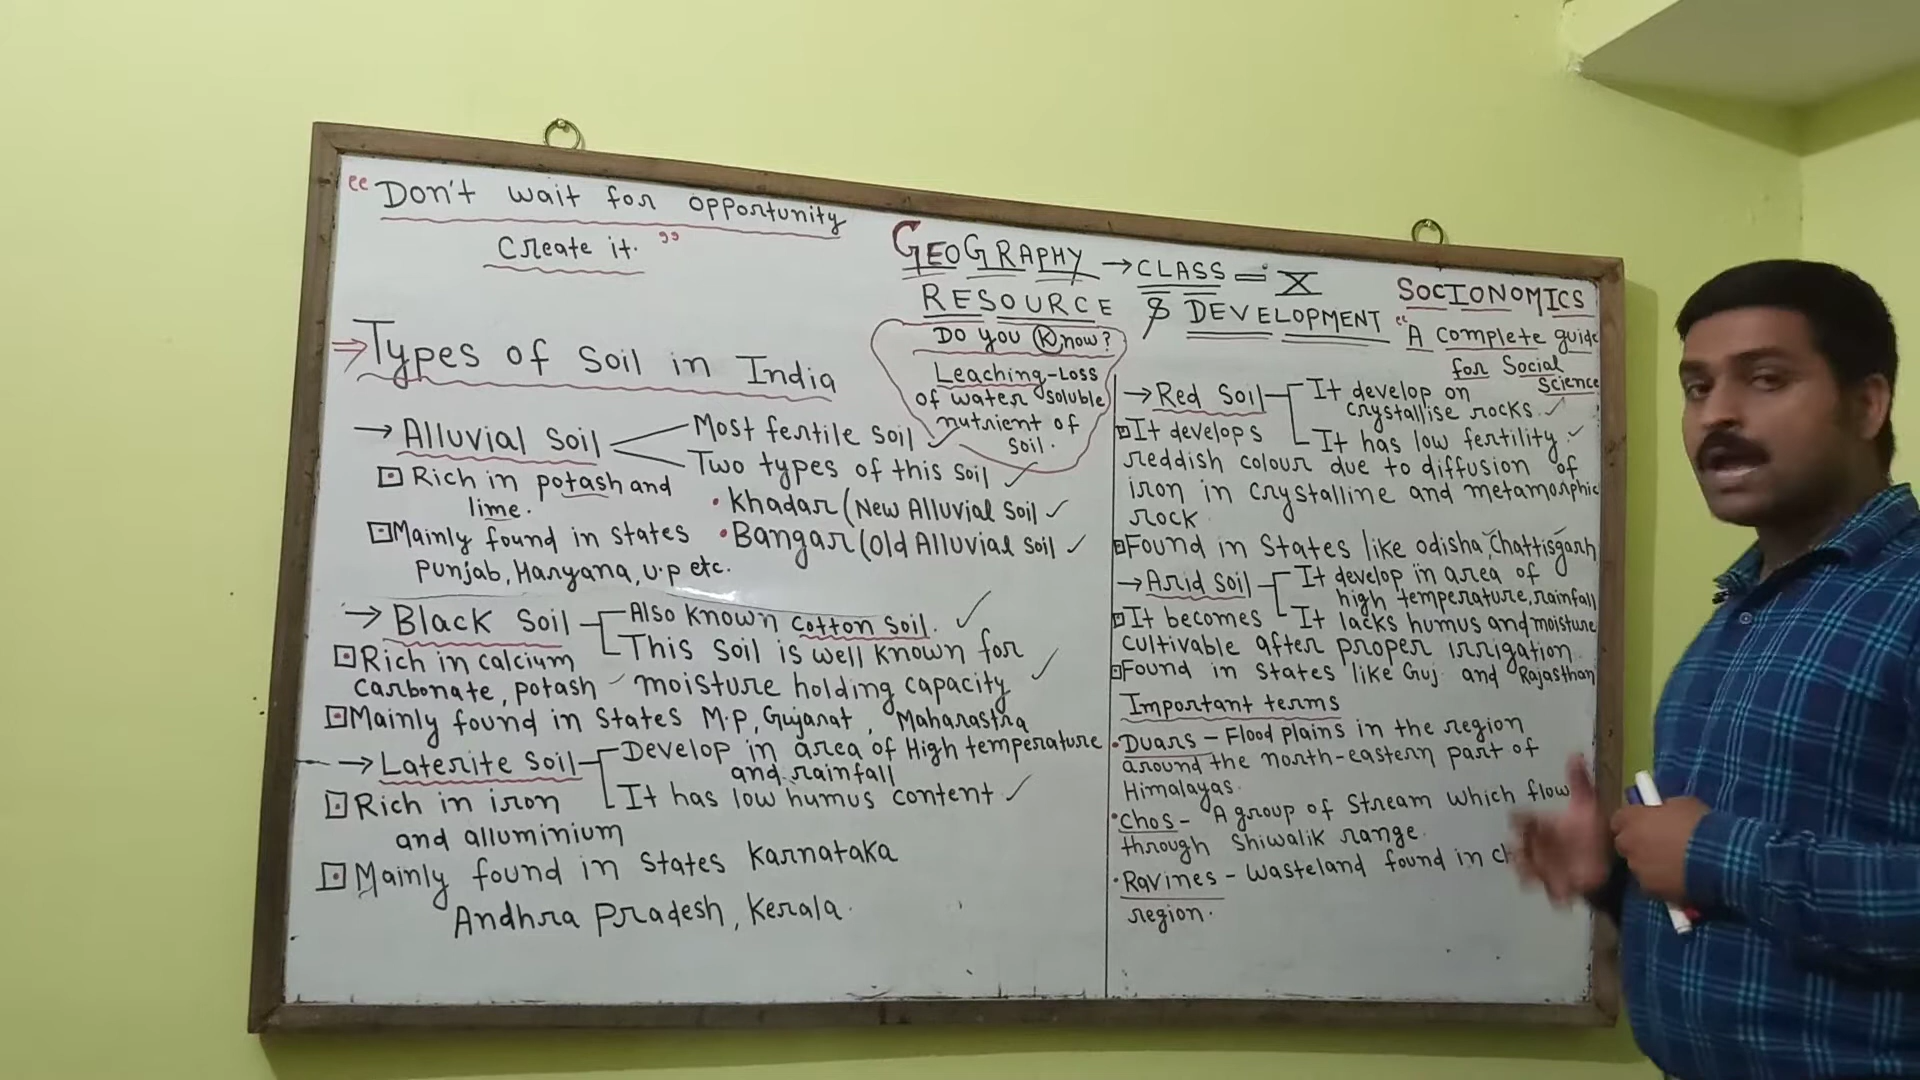 “Don't wait for opportunity
Create it. ”
GEOGRAPHY → CLASS = X
RESOURCE & DEVELOPMENT
SOCIONOMICS
“A complete guide
for Social
Science
Do you Know?
Leaching - Loss
of water soluble
nutrient of
soil.
⇒ Types of Soil in India
→ Alluvial Soil
Most fertile soil ✓
Two types of this soil ✓
• Khadar (New Alluvial Soil ✓
• Bangar (Old Alluvial Soil ✓
Rich in potash and
lime.
Mainly found in states
Punjab, Haryana, U.P etc.
→ Black Soil
Also known cotton soil. ✓
This Soil is well known for
moisture holding capacity ✓
Rich in calcium
carbonate, potash
Mainly found in states M.P, Gujarat, Maharastra
→ Laterite Soil
Develop in area of High temperature
and rainfall
It has low humus content ✓
Rich in iron
and alluminium
Mainly found in states Karnataka
Andhra Pradesh, Kerala.
→ Red Soil
It develop on
crystallise rocks. ✓
It has low fertility. ✓
It develops
reddish colour due to diffusion of
iron in crystalline and metamorphic
rock
Found in States like odisha, Chattisgarh
→ Arid Soil
It develop in area of
high temperature, rainfall
It lacks humus and moisture
It becomes
cultivable after proper irrigation
Found in States like Guj. and Rajasthan
Important terms
• Duars - Flood plains in the region
around the north-eastern part of
Himalayas.
• Chos - A group of Stream which flow
through Shiwalik range.
• Ravines - Wasteland found in
region.